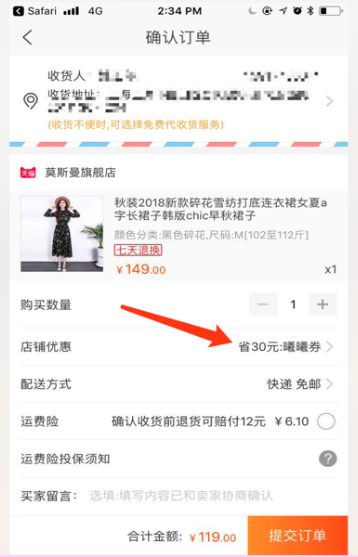 Safari
4G
2:34 PM
确认订单
收货人:
收货地址:
(收货不便时,可选择免费代收货服务)
天猫 莫斯曼旗舰店
秋装2018新款碎花雪纺打底连衣裙女夏a
字长裙子韩版chic早秋裙子
颜色分类:黑色碎花,尺码:M[102至112斤]
七天退换
￥149.00
x1
购买数量
1
店铺优惠
省30元:曦曦券
配送方式
快递 免邮
运费险
确认收货前退货可赔付12元 ￥6.10
运费险投保须知
?
买家留言: 选填:填写内容已和卖家协商确认
合计金额: ￥119.00
提交订单